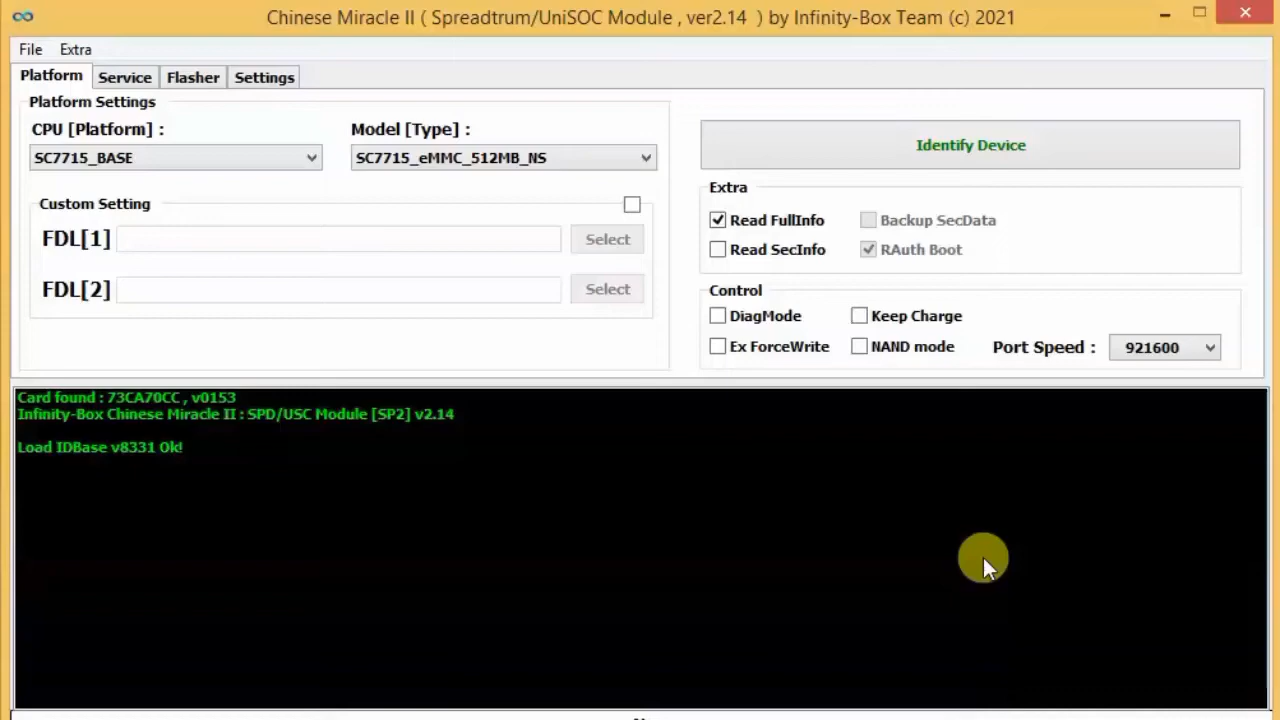 Chinese Miracle II ( Spreadtrum/UniSOC Module , ver2.14 ) by Infinity-Box Team (c) 2021
File Extra
Platform Service Flasher Settings
Platform Settings
CPU [Platform] : Model [Type] :
SC7715_BASE SC7715_eMMC_512MB_NS
Identify Device
Extra
Custom Setting
Read FullInfo Backup SecData
FDL[1] Select
Read SecInfo RAuth Boot
FDL[2] Select
Control
DiagMode Keep Charge
Ex ForceWrite NAND mode Port Speed : 921600
Card found : 73CA70CC , v0153
Infinity-Box Chinese Miracle II : SPD/USC Module [SP2] v2.14
Load IDBase v8331 Ok!